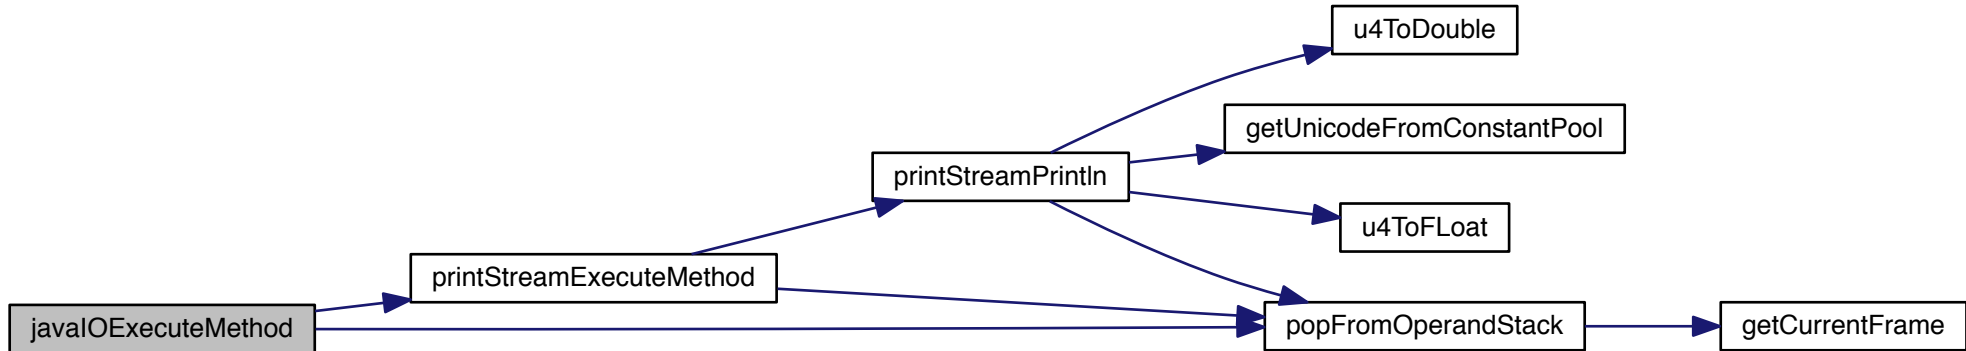 u4ToDouble
getUnicodeFromConstantPool
printStreamPrintln
u4ToFLoat
printStreamExecuteMethod
javaIOExecuteMethod
popFromOperandStack
getCurrentFrame